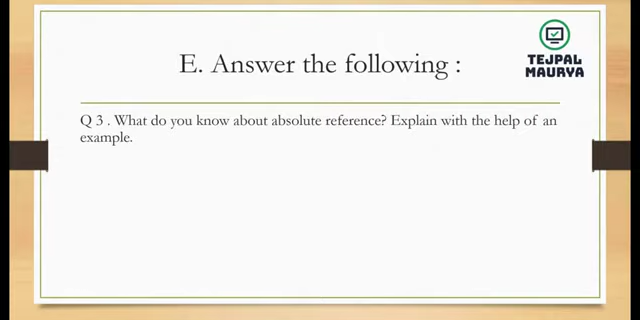 E. Answer the following :
TEJPAL
MAURYA
Q 3 . What do you know about absolute reference? Explain with the help of an
example.